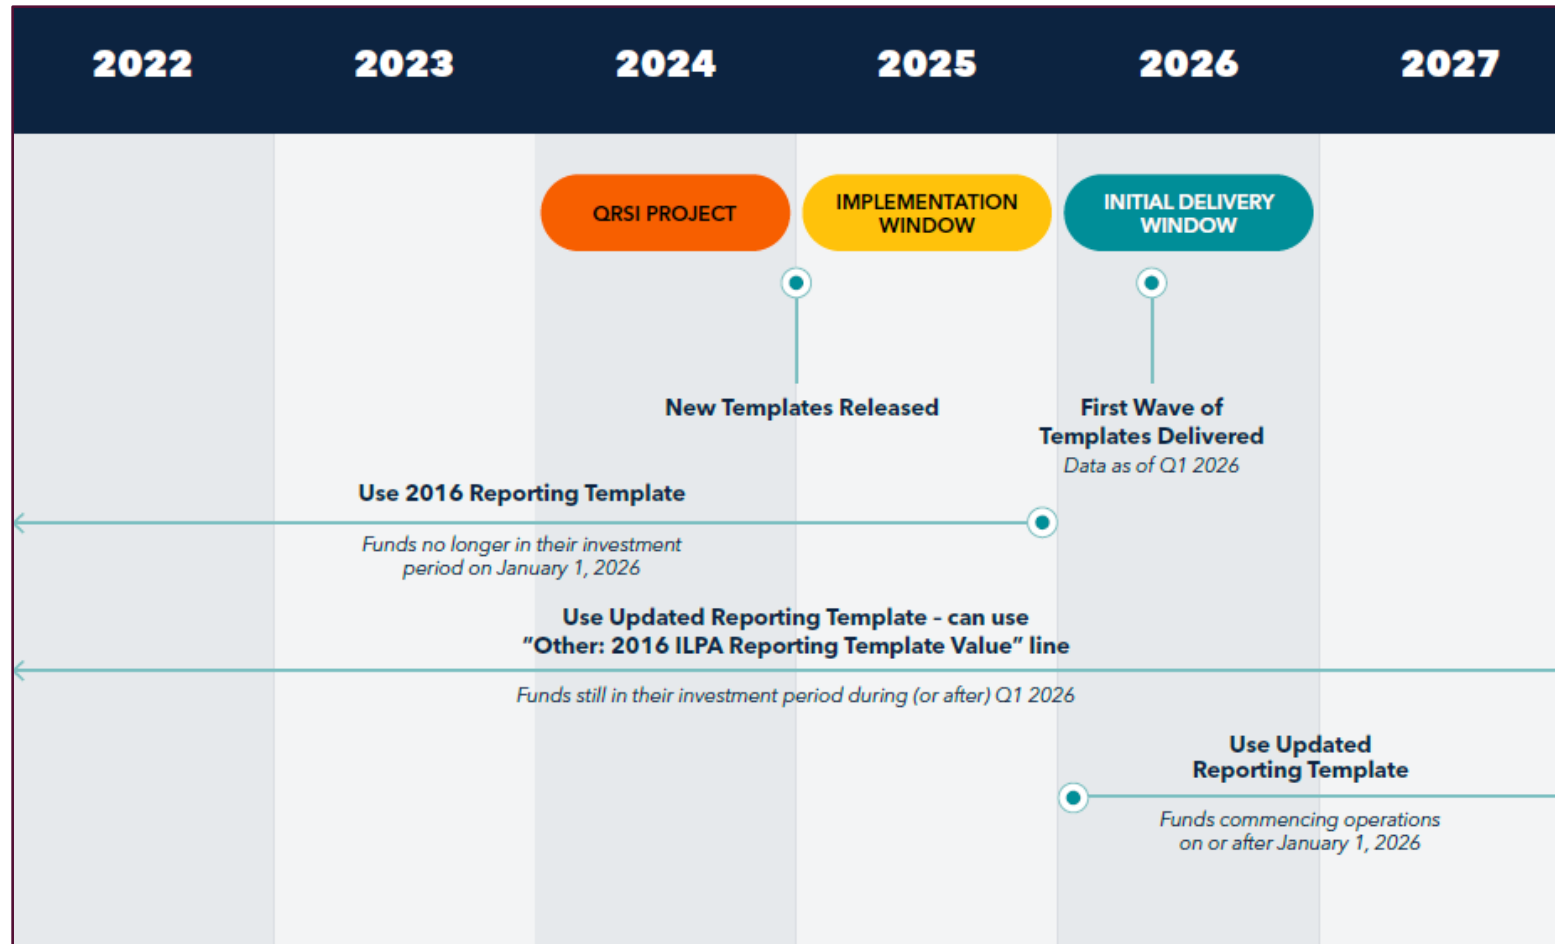 2022 2023 2024 2025 2026 2027
QRSI PROJECT
IMPLEMENTATION
WINDOW
INITIAL DELIVERY
WINDOW
New Templates Released
First Wave of
Templates Delivered
Data as of Q1 2026
Use 2016 Reporting Template
Funds no longer in their investment
period on January 1, 2026
Use Updated Reporting Template – can use
”Other: 2016 ILPA Reporting Template Value” line
Funds still in their investment period during (or after) Q1 2026
Use Updated
Reporting Template
Funds commencing operations
on or after January 1, 2026